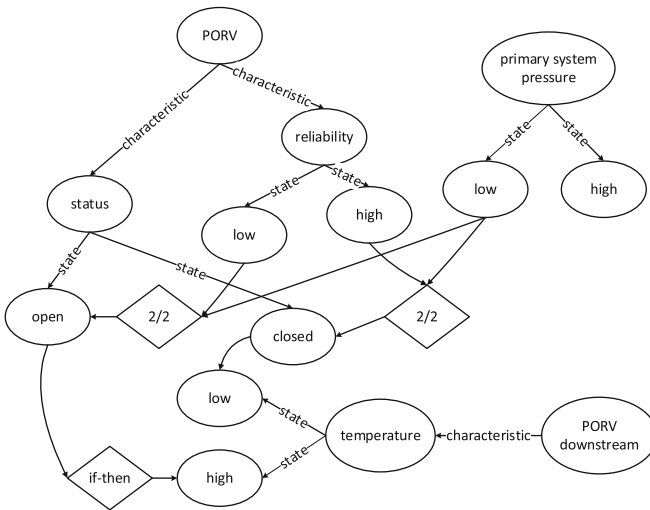 PORV
primary system
pressure
characteristic
characteristic
reliability
state
state
state
state
status
low
high
low
high
state
state
open
2/2
closed
2/2
low
state
temperature
characteristic
PORV
downstream
state
if-then
high